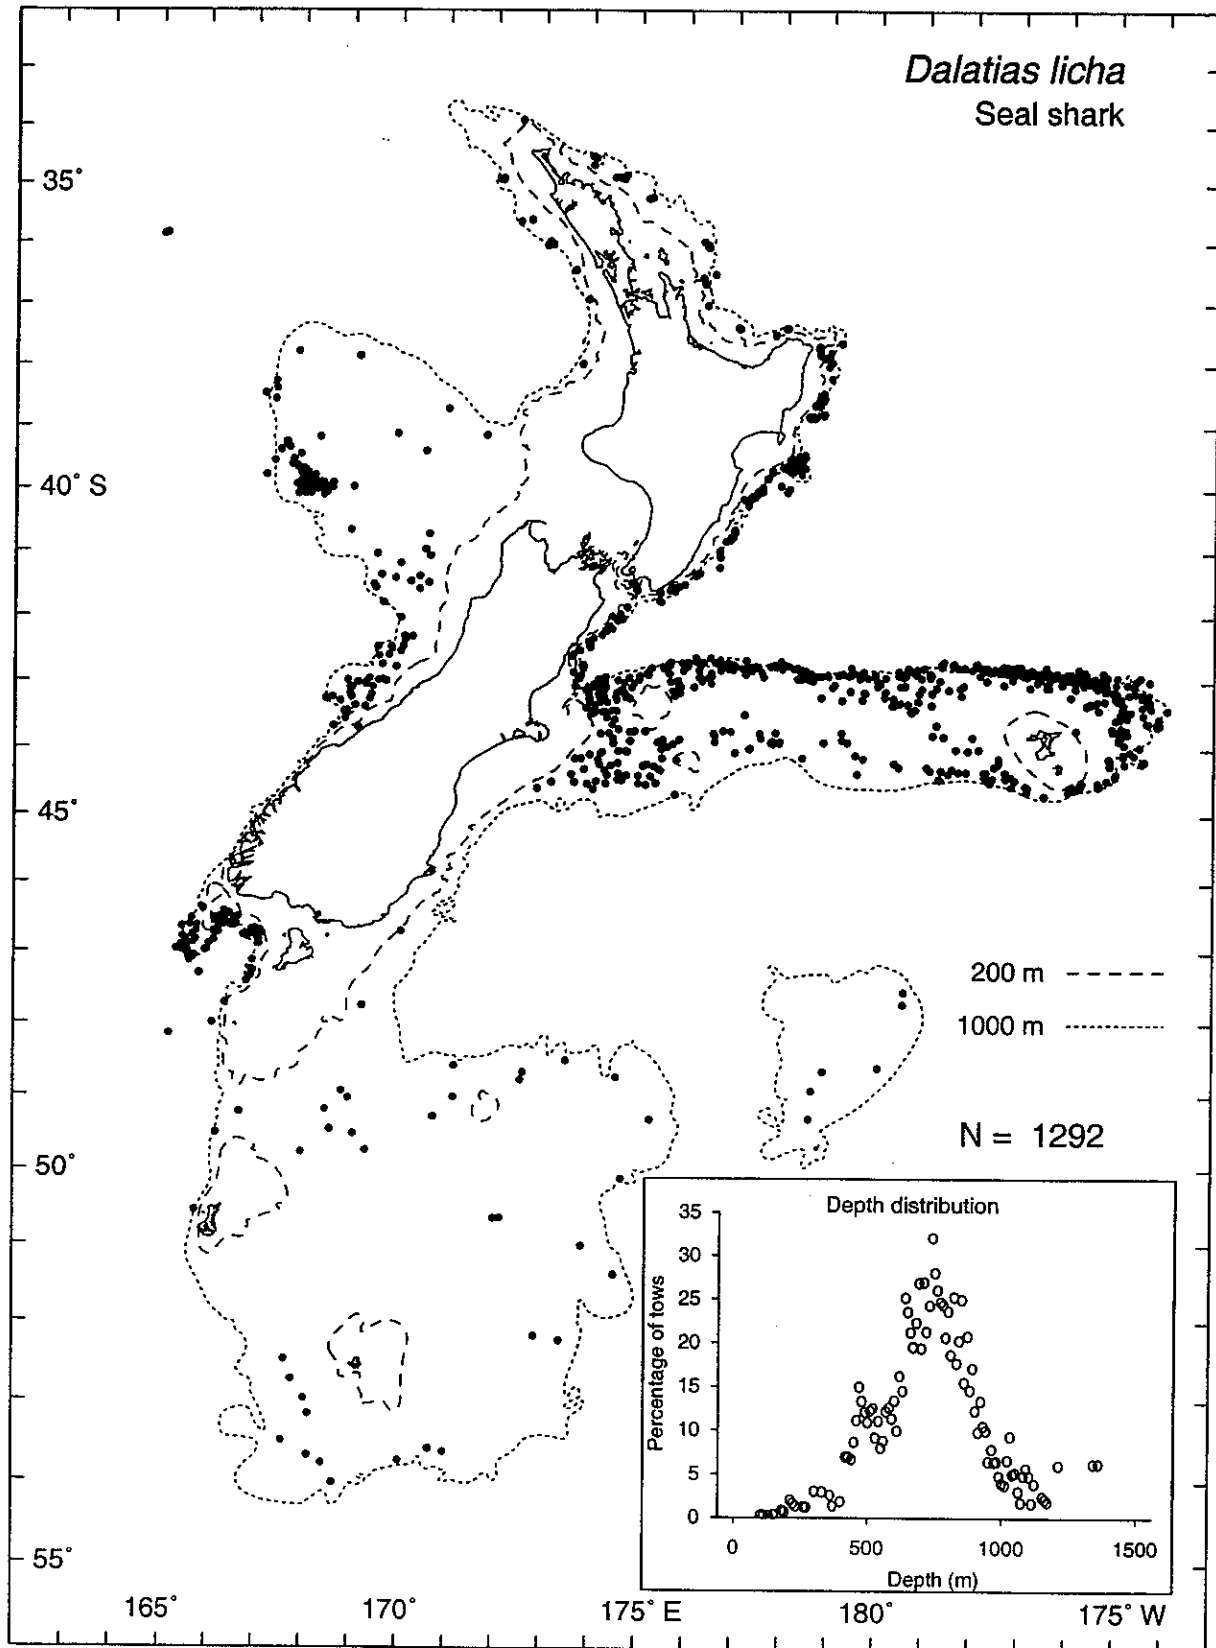 Dalatias licha
Seal shark
35°
40° S
45°
50°
55°
200 m
1000 m
N = 1292
Depth distribution
Percentage of tows
35
30
25
20
15
10
5
0
0 500 1000 1500
Depth (m)
165° 170° 175° E 180° 175° W